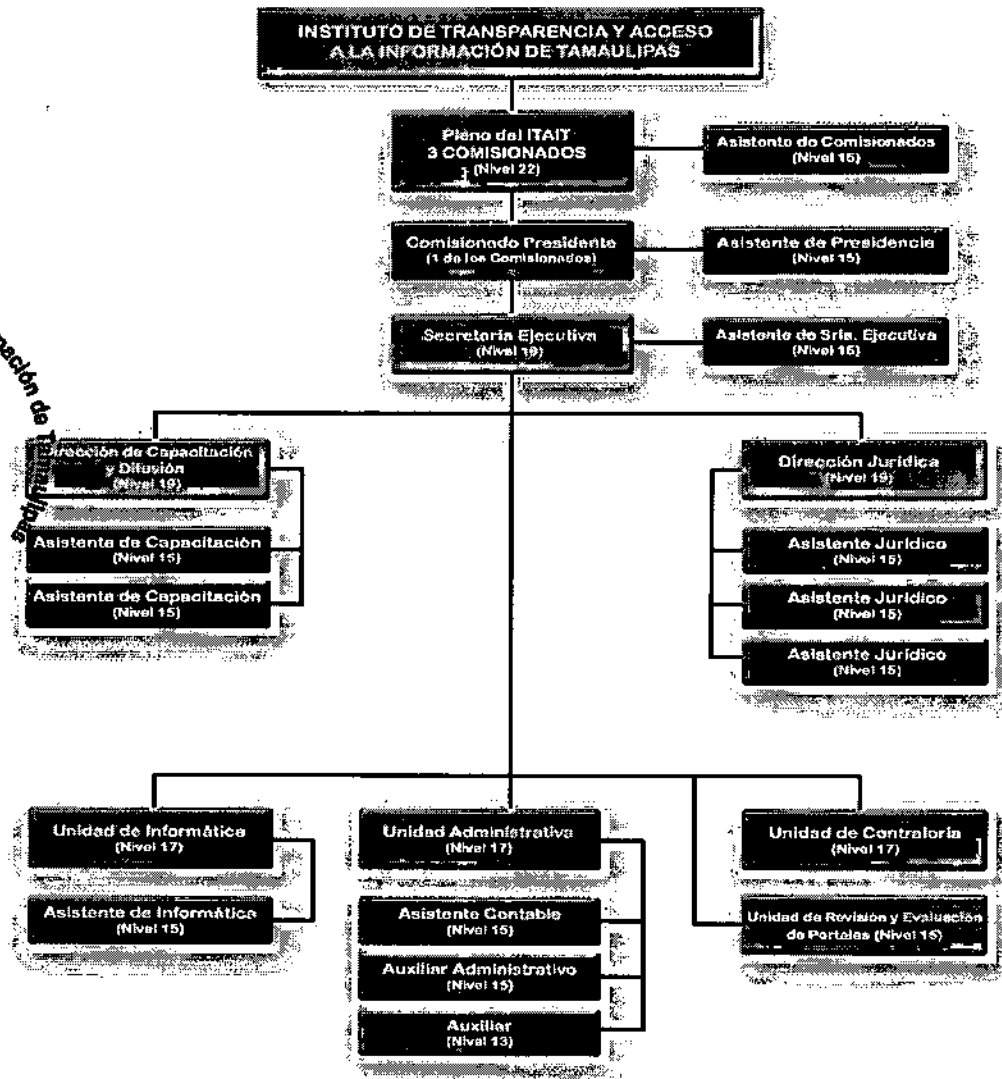 INSTITUTO DE TRANSPARENCIA Y ACCESO
A LA INFORMACIÓN DE TAMAULIPAS
Pleno del ITAIT
3 COMISIONADOS
(Nivel 22)
Asistente de Comisionados
(Nivel 15)
Comisionado Presidente
(1 de los Comisionados)
Asistente de Presidencia
(Nivel 15)
Secretaría Ejecutiva
(Nivel 19)
Asistente de Sria. Ejecutiva
(Nivel 15)
mación de Tamaulipas
Dirección de Capacitación
y Difusión
(Nivel 19)
Asistente de Capacitación
(Nivel 15)
Asistente de Capacitación
(Nivel 15)
Dirección Jurídica
(Nivel 19)
Asistente Jurídico
(Nivel 15)
Asistente Jurídico
(Nivel 15)
Asistente Jurídico
(Nivel 15)
Unidad de Informática
(Nivel 17)
Asistente de Informática
(Nivel 15)
Unidad Administrativa
(Nivel 17)
Asistente Contable
(Nivel 15)
Auxiliar Administrativo
(Nivel 15)
Auxiliar
(Nivel 13)
Unidad de Contraloría
(Nivel 17)
Unidad de Revisión y Evaluación
de Portales (Nivel 15)